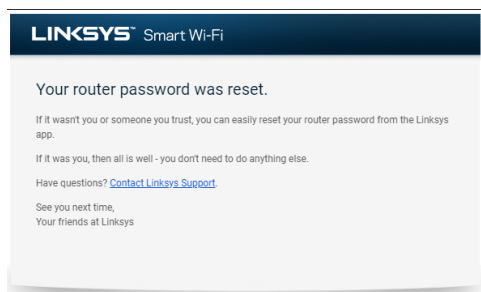 LINKSYS™ Smart Wi-Fi
Your router password was reset.
If it wasn't you or someone you trust, you can easily reset your router password from the Linksys
app.
If it was you, then all is well - you don't need to do anything else.
Have questions? Contact Linksys Support.
See you next time,
Your friends at Linksys